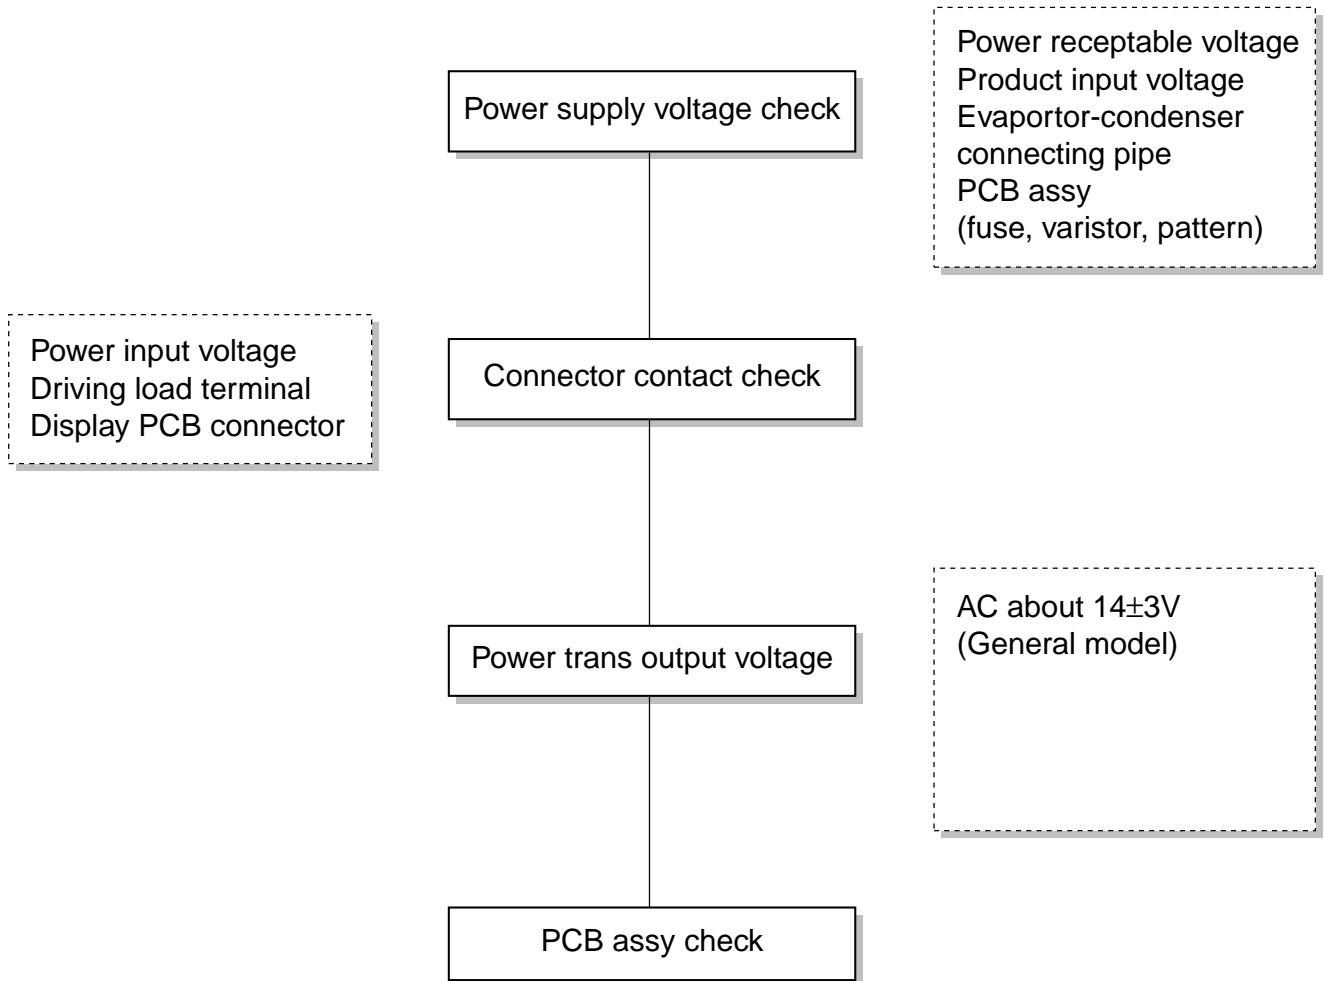 Power receptable voltage
Product input voltage
Evaportor-condenser
connecting pipe
PCB assy
(fuse, varistor, pattern)
Power supply voltage check
Power input voltage
Driving load terminal
Display PCB connector
Connector contact check
AC about 14±3V
(General model)
Power trans output voltage
PCB assy check